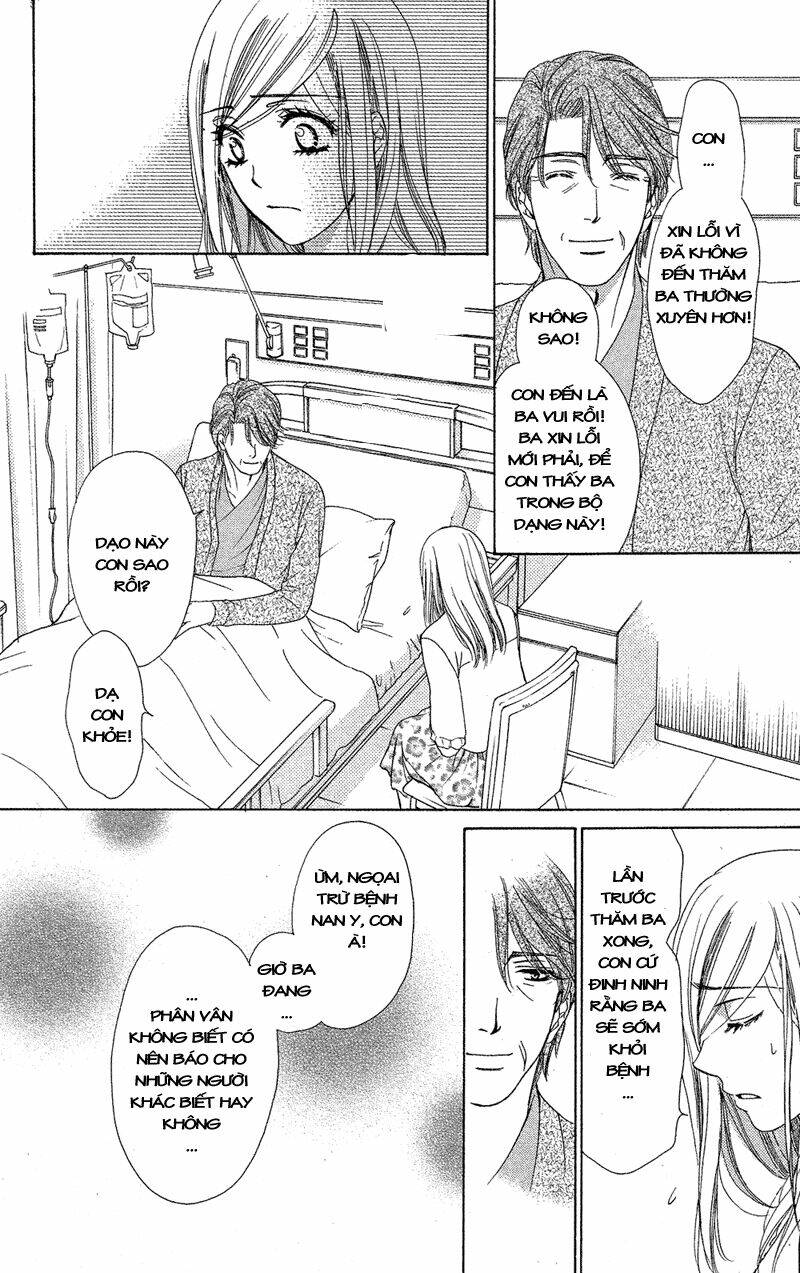 CON
...
XIN LỖI VÌ
ĐÃ KHÔNG
ĐẾN THĂM
BA THƯỜNG
XUYÊN HƠN!
KHÔNG
SAO!
CON ĐẾN LÀ
BA VUI RỒI!
BA XIN LỖI
MỚI PHẢI, ĐỂ
CON THẤY BA
TRONG BỘ
DẠNG NÀY!
DẠO NÀY
CON SAO
RỒI?
DẠ
CON
KHỎE!
LẦN
TRƯỚC
THĂM BA
XONG,
CON CỨ
ĐINH NINH
RẰNG BA
SẼ SỚM
KHỎI
BỆNH
...
ỪM, NGOẠI
TRỪ BỆNH
NAN Y, CON
À!
GIỜ BA
ĐANG
...
...
PHÂN VÂN
KHÔNG BIẾT CÓ
NÊN BÁO CHO
NHỮNG NGƯỜI
KHÁC BIẾT HAY
KHÔNG
...